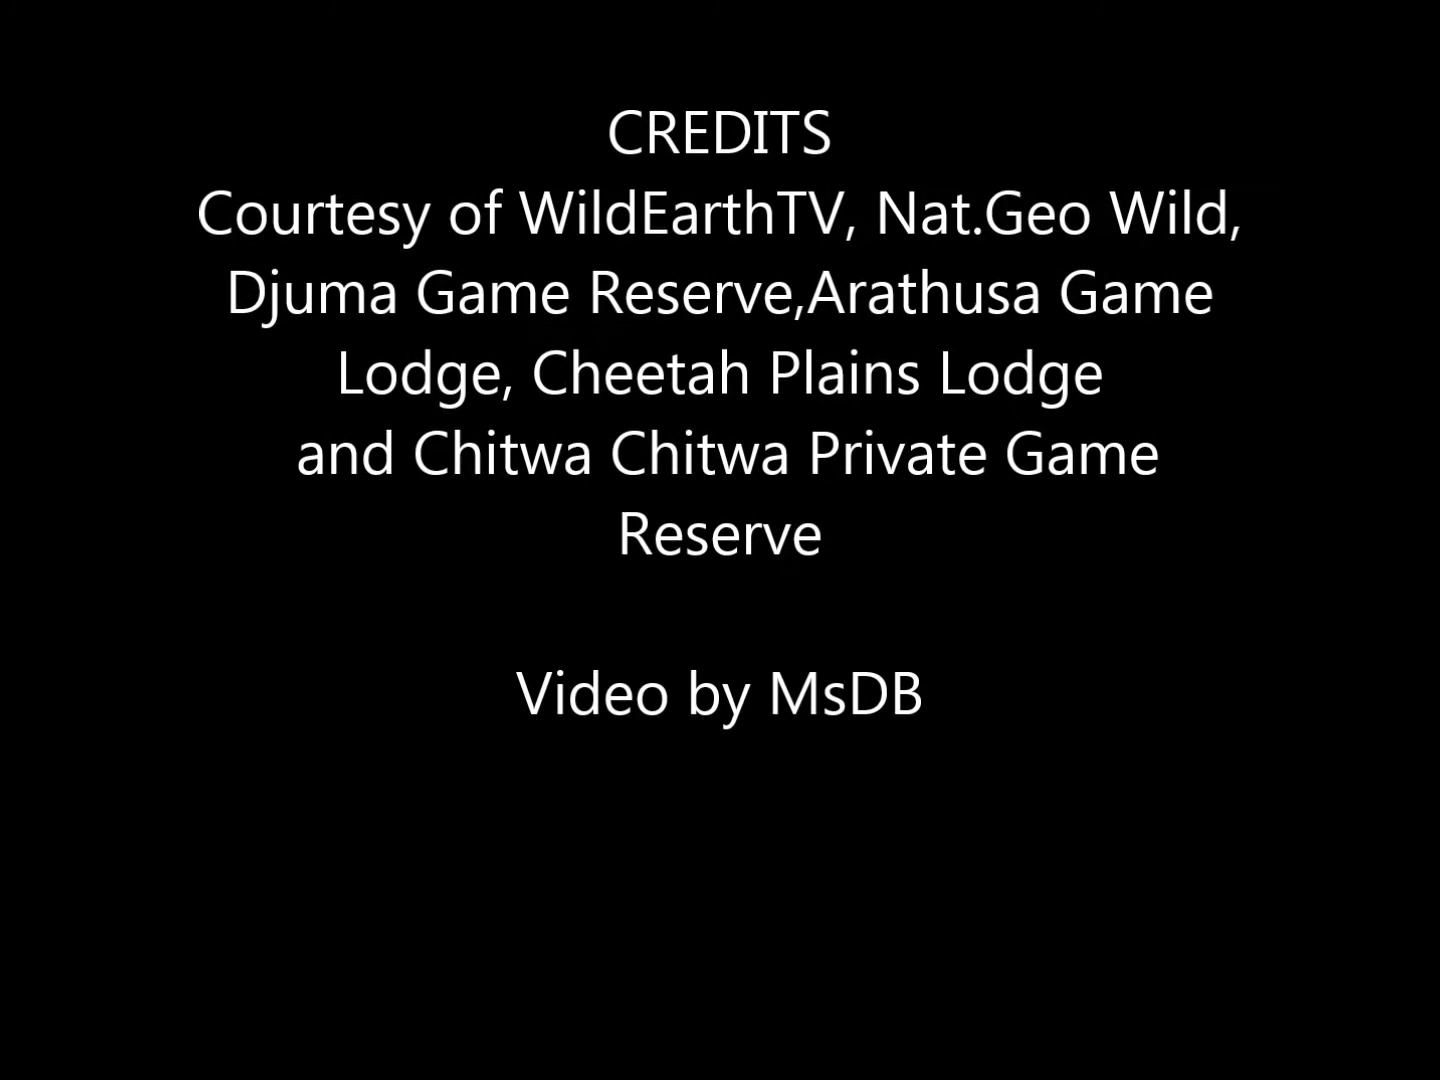 CREDITS
Courtesy of WildEarthTV, Nat.Geo Wild,
Djuma Game Reserve,Arathusa Game
Lodge, Cheetah Plains Lodge
and Chitwa Chitwa Private Game
Reserve
Video by MsDB